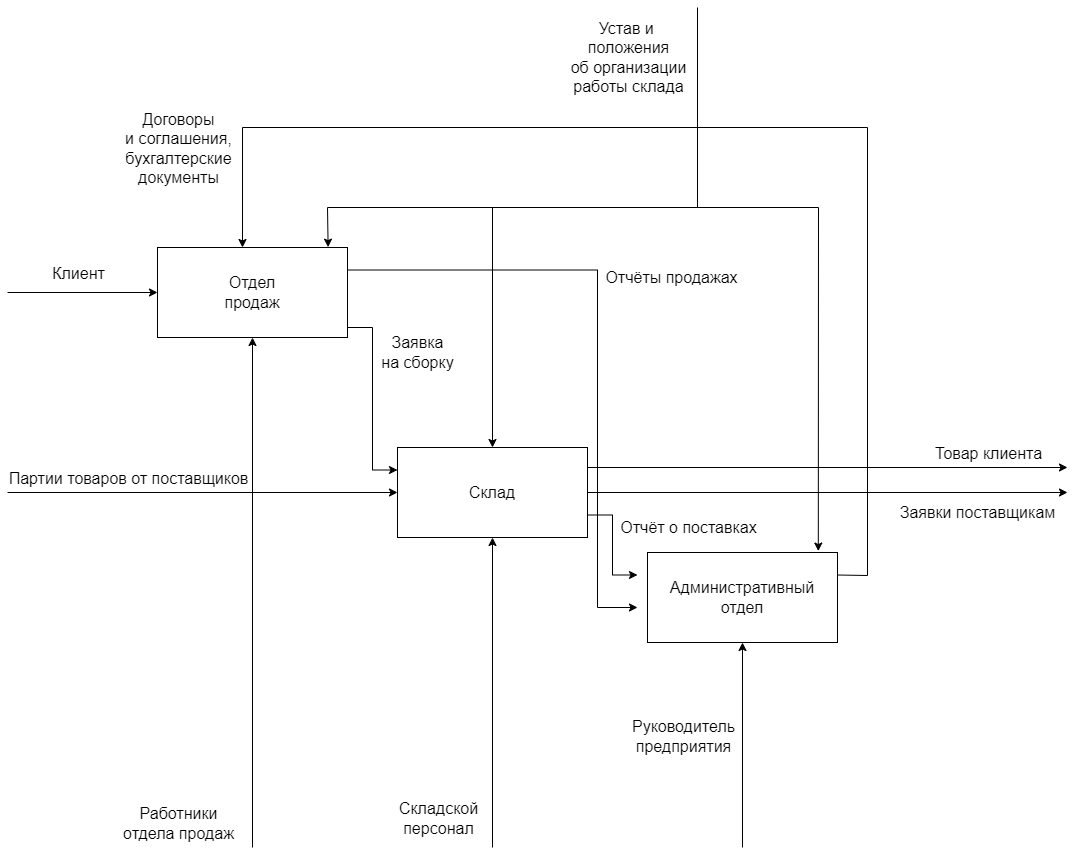 Устав и
положения
об организации
работы склада
Договоры
и соглашения,
бухгалтерские
документы
Клиент
Отдел
продаж
Отчёты продажах
Заявка
на сборку
Партии товаров от поставщиков
Склад
Товар клиента
Заявки поставщикам
Отчёт о поставках
Административный
отдел
Руководитель
предприятия
Работники
отдела продаж
Складской
персонал